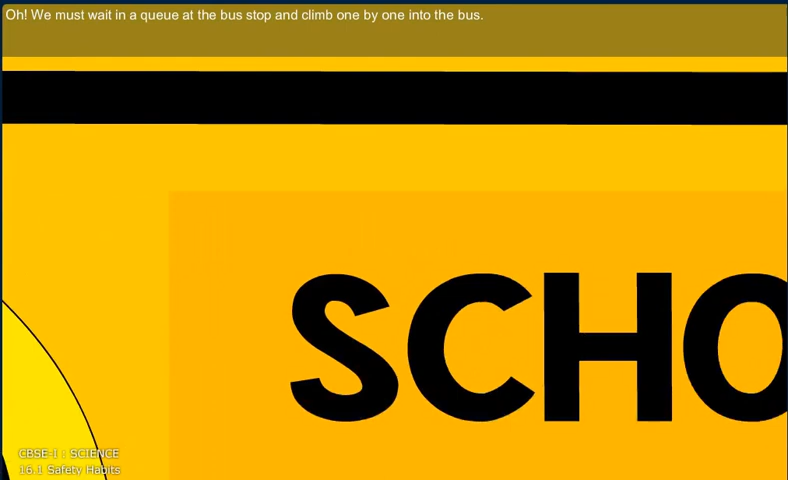 Oh! We must wait in a queue at the bus stop and climb one by one into the bus.
SCHO
CBSE-I : SCIENCE
16.1 Safety Habits